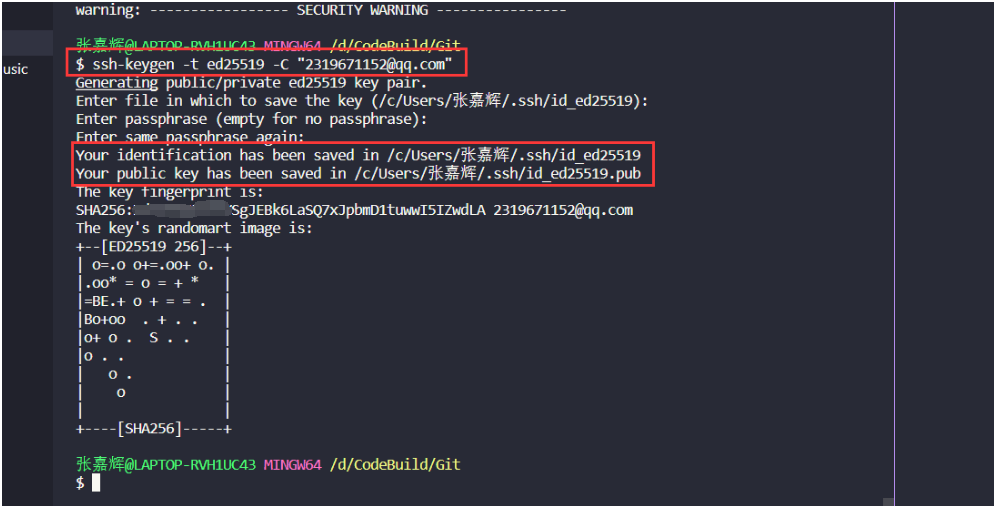 warning: ----------------- SECURITY WARNING ----------------
usic
张嘉辉@LAPTOP-RVH1UC43 MINGW64 /d/CodeBuild/Git
$ ssh-keygen -t ed25519 -C "2319671152@qq.com"
Generating public/private ed25519 key pair.
Enter file in which to save the key (/c/Users/张嘉辉/.ssh/id_ed25519):
Enter passphrase (empty for no passphrase):
Enter same passphrase again:
Your identification has been saved in /c/Users/张嘉辉/.ssh/id_ed25519
Your public key has been saved in /c/Users/张嘉辉/.ssh/id_ed25519.pub
The key fingerprint is:
SHA256: SgJEBk6LaSQ7xJpbmD1tuwwI5IZwdLA 2319671152@qq.com
The key's randomart image is:
+--[ED25519 256]--+
| o=.o o+=.oo+ o. |
|.oo* = o = + *   |
|=BE.+ o + = = .  |
|Bo+oo  . + . .   |
|o+ o .  S . .    |
|o . .            |
|   o .           |
|    o            |
|                 |
+----[SHA256]-----+
张嘉辉@LAPTOP-RVH1UC43 MINGW64 /d/CodeBuild/Git
$